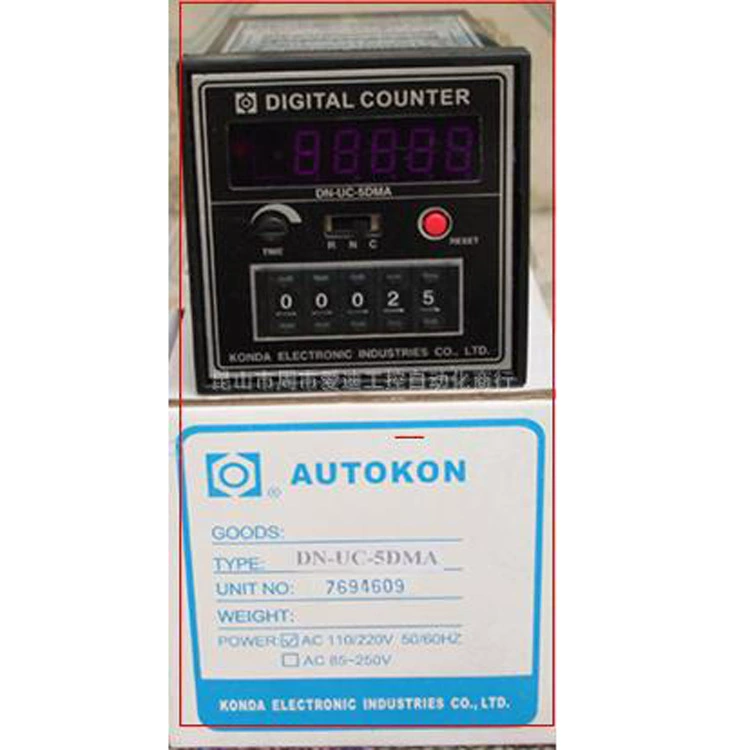 DIGITAL COUNTER
88888
DN-UC-5DMA
TIME
R N C
RESET
0 0 0 2 5
KONDA ELECTRONIC INDUSTRIES CO., LTD.
昆山市周市爱迪工控自动化商行
® AUTOKON
GOODS:
TYPE: DN-UC-5DMA
UNIT NO: 7694609
WEIGHT:
POWER: ☑ AC 110/220V 50/60HZ
☐ AC 85~250V
KONDA ELECTRONIC INDUSTRIES CO., LTD.